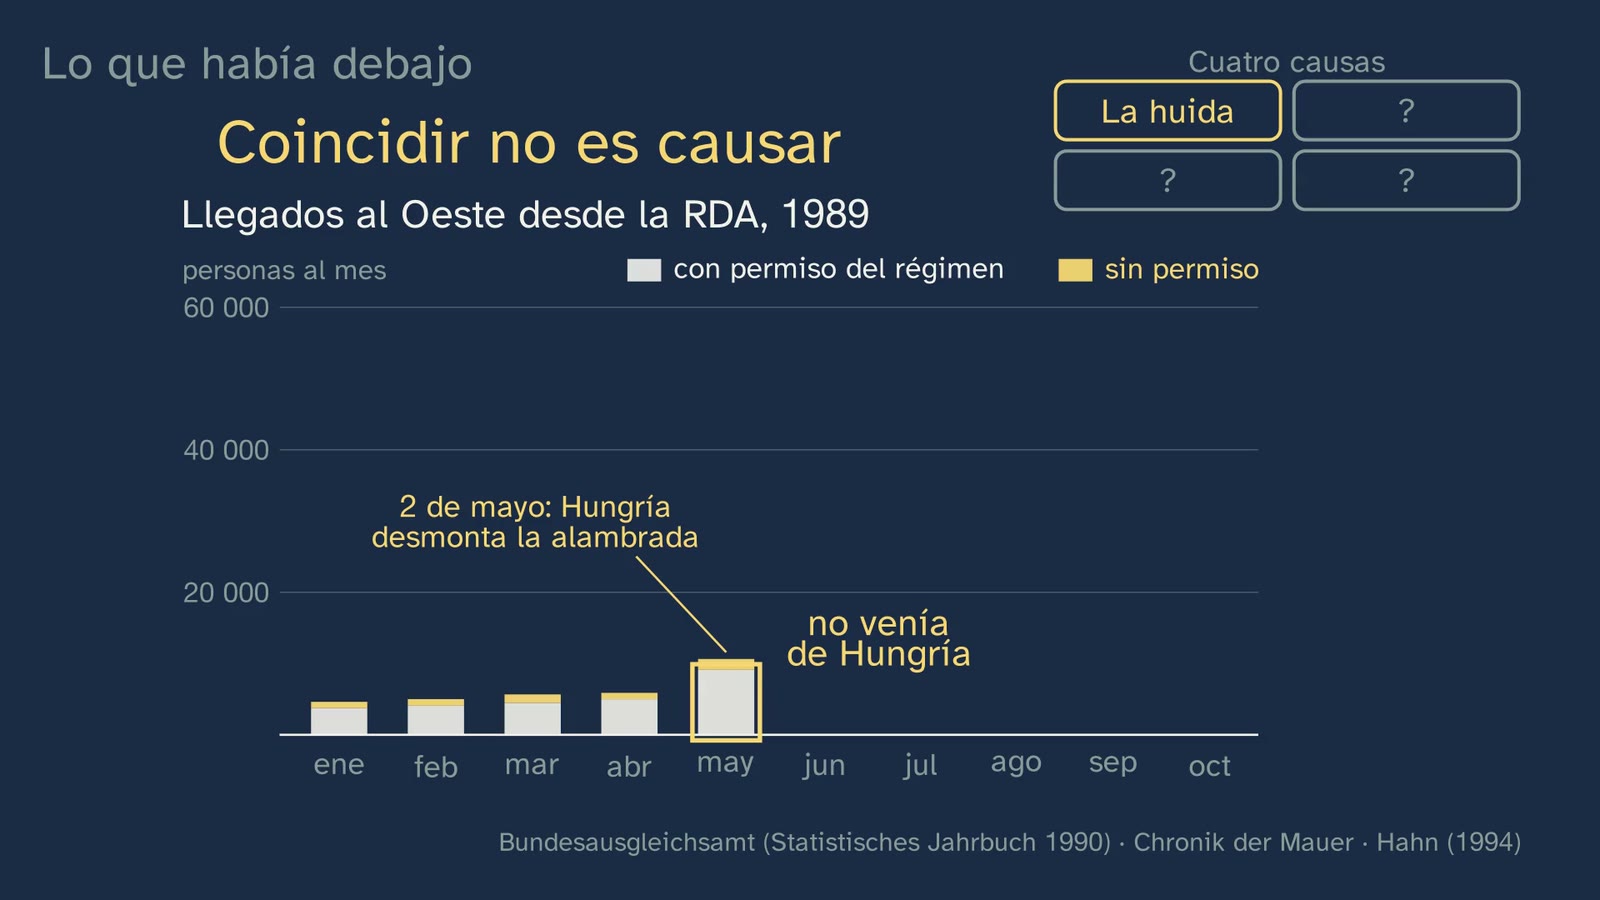 Lo que había debajo
Cuatro causas
La huida
?
?
?
Coincidir no es causar
Llegados al Oeste desde la RDA, 1989
personas al mes
con permiso del régimen
sin permiso
60 000
40 000
20 000
2 de mayo: Hungría
desmonta la alambrada
no venía
de Hungría
ene
feb
mar
abr
may
jun
jul
ago
sep
oct
Bundesausgleichsamt (Statistisches Jahrbuch 1990) · Chronik der Mauer · Hahn (1994)